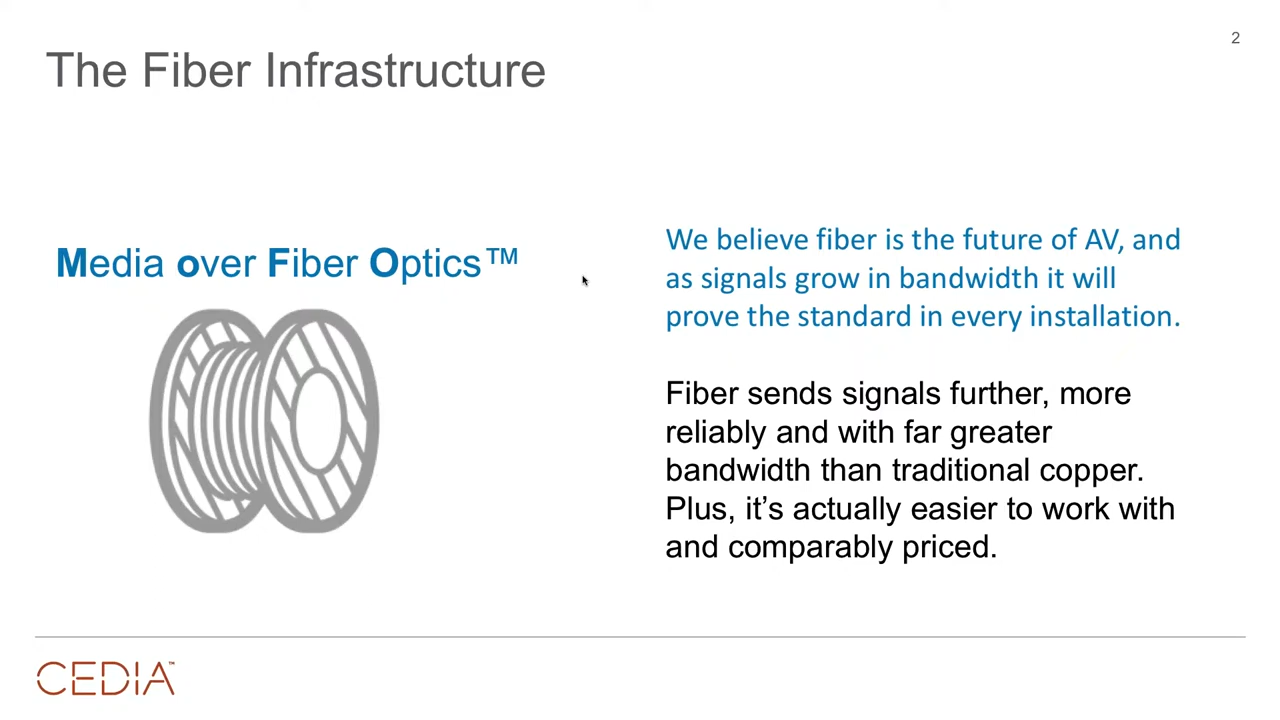 2
The Fiber Infrastructure
Media over Fiber Optics™
We believe fiber is the future of AV, and
as signals grow in bandwidth it will
prove the standard in every installation.
Fiber sends signals further, more
reliably and with far greater
bandwidth than traditional copper.
Plus, it’s actually easier to work with
and comparably priced.
CEDIA™